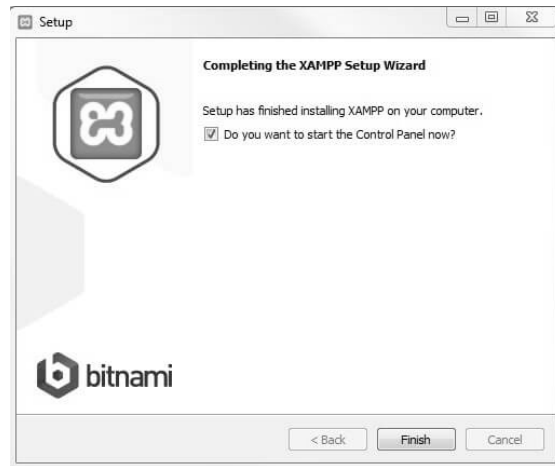 Setup
Completing the XAMPP Setup Wizard
Setup has finished installing XAMPP on your computer.
Do you want to start the Control Panel now?
bitnami
< Back
Finish
Cancel